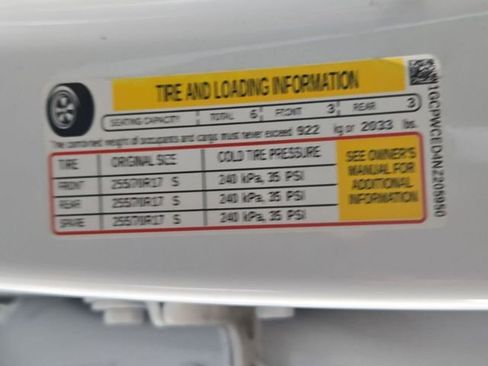 TIRE AND LOADING INFORMATION
SEATING CAPACITY TOTAL 6 FRONT 3 REAR 3
The combined weight of occupants and cargo must never exceed 922 kg or 2033 lbs.
TIRE ORIGINAL SIZE COLD TIRE PRESSURE
FRONT 255/70R17 S 240 kPa, 35 PSI
REAR 255/70R17 S 240 kPa, 35 PSI
SPARE 255/70R17 S 240 kPa, 35 PSI
SEE OWNER'S
MANUAL FOR
ADDITIONAL
INFORMATION